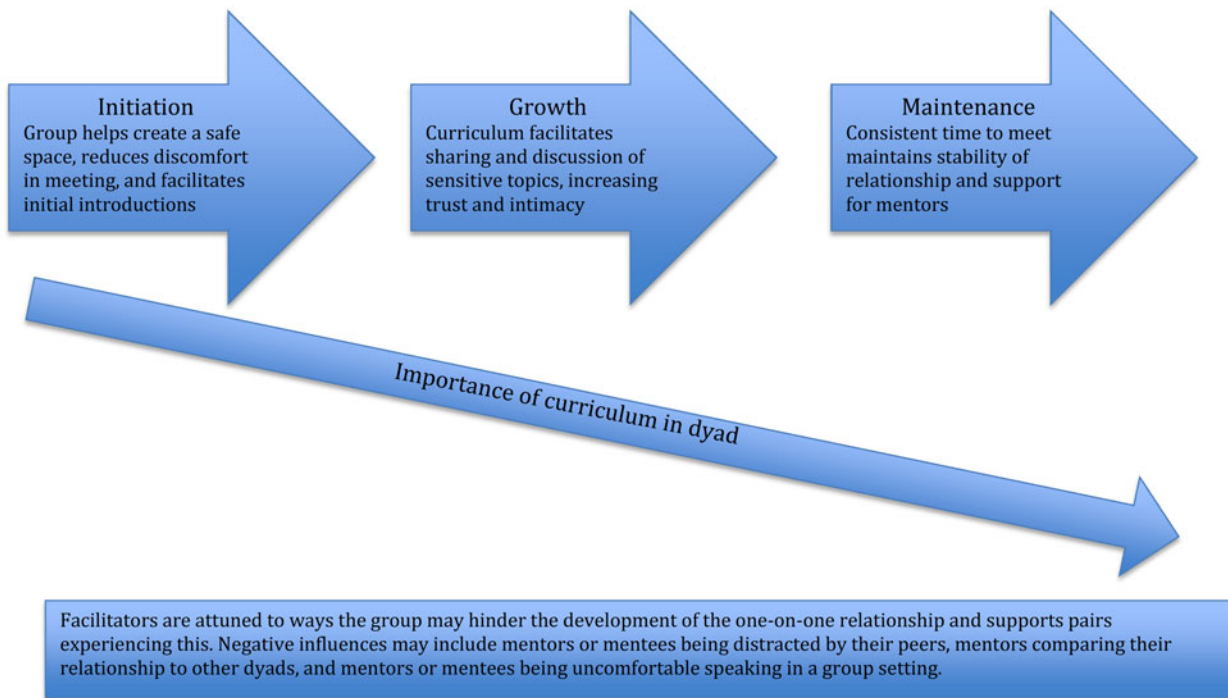 Initiation
Group helps create a safe
space, reduces discomfort
in meeting, and facilitates
initial introductions
Growth
Curriculum facilitates
sharing and discussion of
sensitive topics, increasing
trust and intimacy
Maintenance
Consistent time to meet
maintains stability of
relationship and support
for mentors
Importance of curriculum in dyad
Facilitators are attuned to ways the group may hinder the development of the one-on-one relationship and supports pairs
experiencing this. Negative influences may include mentors or mentees being distracted by their peers, mentors comparing their
relationship to other dyads, and mentors or mentees being uncomfortable speaking in a group setting.